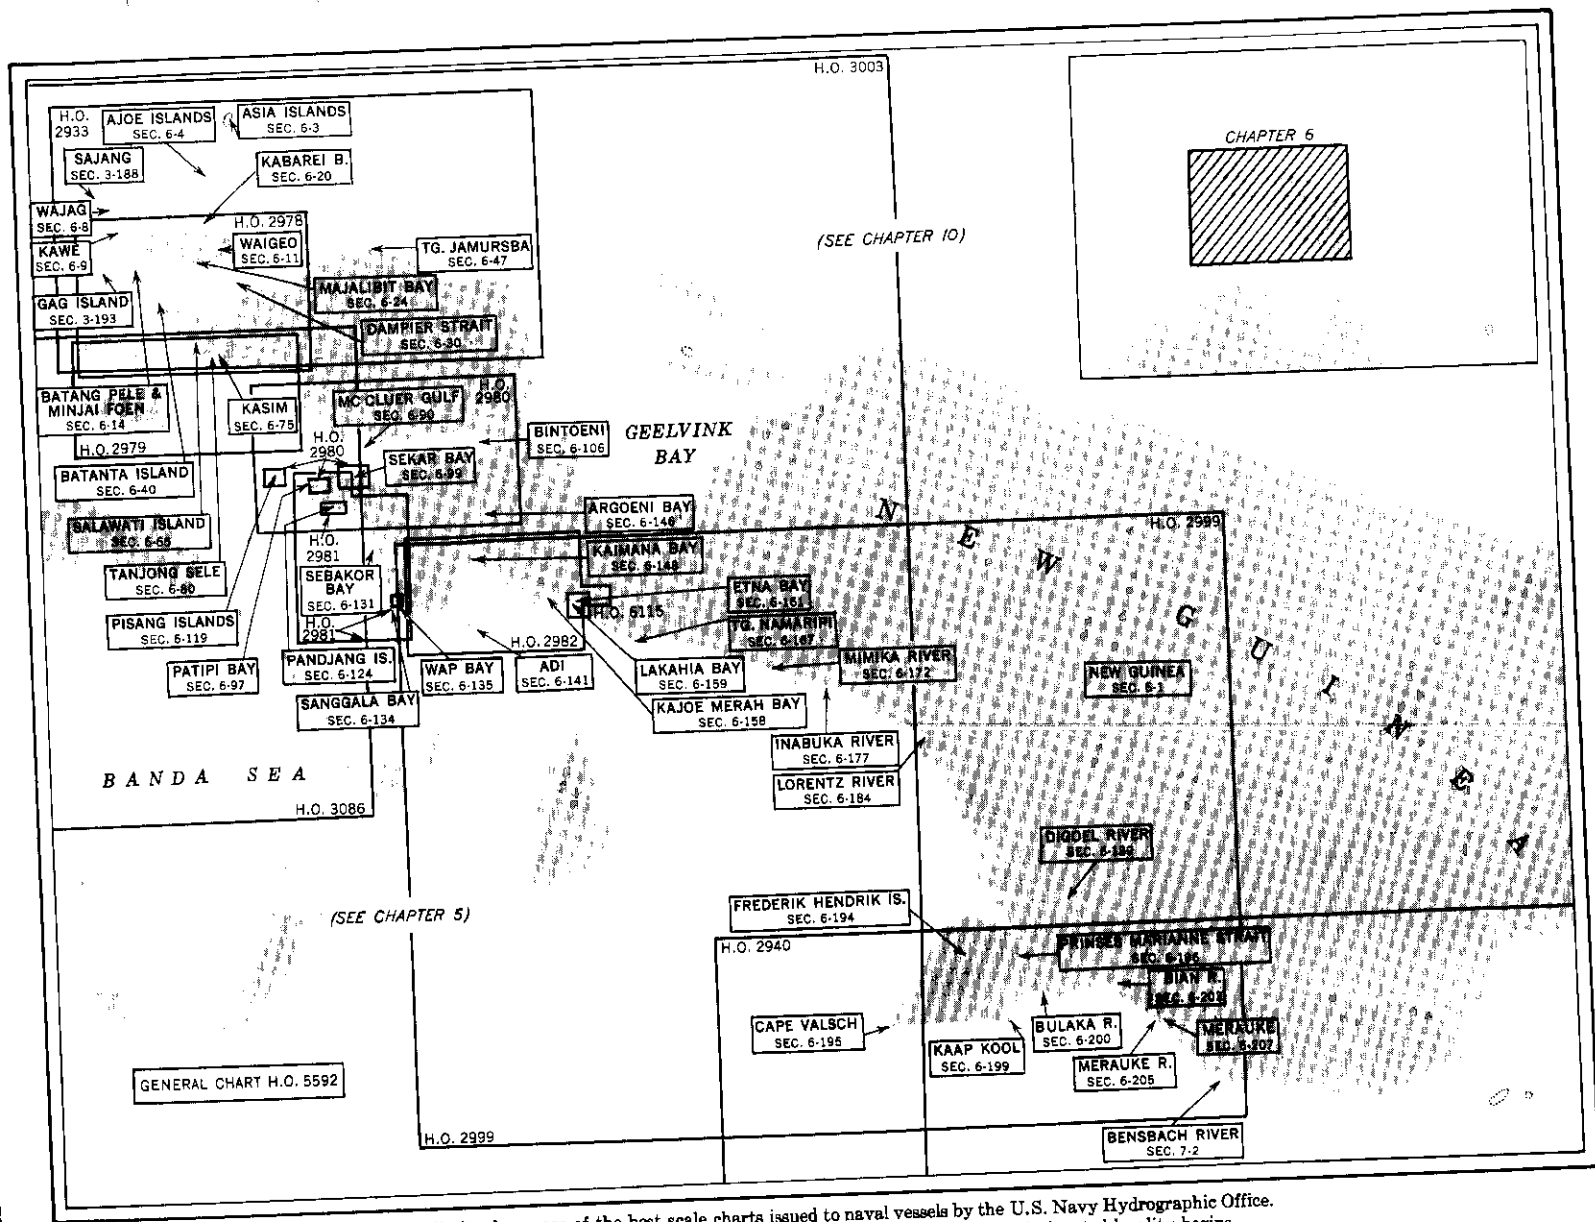 H.O. 3003
H.O.
2933
AJOE ISLANDS
SEC. 6-4
ASIA ISLANDS
SEC. 6-3
CHAPTER 6
SAJANG
SEC. 3-188
KABAREI B.
SEC. 6-20
WAJAG
SEC. 6-8
H.O. 2978
KAWE
SEC. 6-9
WAIGEO
SEC. 6-11
TG. JAMURSBA
SEC. 6-47
(SEE CHAPTER 10)
GAG ISLAND
SEC. 3-193
MAJALIBIT BAY
SEC. 6-24
DAMPIER STRAIT
SEC. 6-30
BATANG PELE &
MINJAI FOEN
SEC. 6-14
KASIM
SEC. 6-75
MC CLUER GULF
SEC. 6-90
H.O.
2980
H.O. 2979
H.O.
2980
BINTOENI
SEC. 6-106
GEELVINK
BAY
BATANTA ISLAND
SEC. 6-40
SEKAR BAY
SEC. 6-99
SALAWATI ISLAND
ARGOENI BAY
SEC. 6-146
NEW GUINEA
H.O. 2999
H.O.
2981
KAIMANA BAY
SEC. 6-148
TANJONG SELE
SEBAKOR
BAY
SEC. 6-131
ETNA BAY
SEC. 6-161
H.O. 5115
PISANG ISLANDS
SEC. 6-119
H.O.
2981
H.O. 2982
TG. NAMARIPI
SEC. 6-167
PATIPI BAY
SEC. 6-97
PANDJANG IS.
SEC. 6-124
WAP BAY
SEC. 6-135
ADI
SEC. 6-141
LAKAHIA BAY
SEC. 6-159
MIMIKA RIVER
SEC. 6-172
NEW GUINEA
SEC. 6-1
SANGGALA BAY
SEC. 6-134
KAJOE MERAH BAY
SEC. 6-158
INABUKA RIVER
SEC. 6-177
BANDA SEA
LORENTZ RIVER
SEC. 6-184
H.O. 3086
DIGOEL RIVER
(SEE CHAPTER 5)
FREDERIK HENDRIK IS.
SEC. 6-194
H.O. 2940
PRINSES MARIANNE STRAIT
BIAN R.
CAPE VALSCH
SEC. 6-195
KAAP KOOL
SEC. 6-199
BULAKA R.
SEC. 6-200
MERAUKE
SEC. 6-207
MERAUKE R.
SEC. 6-205
GENERAL CHART H.O. 5592
H.O. 2999
BENSBACH RIVER
SEC. 7-2
of the best scale charts issued to naval vessels by the U.S. Navy Hydrographic Office.